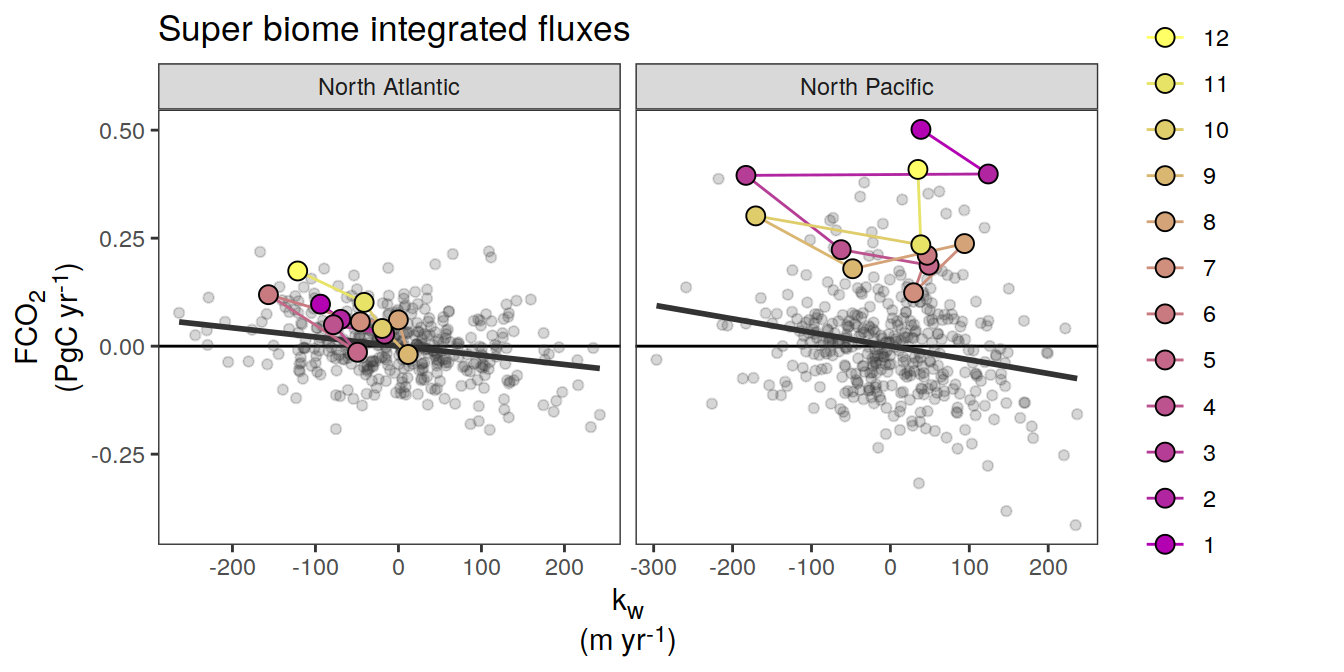 Super biome integrated fluxes
North Atlantic
North Pacific
FCO₂
(PgC yr⁻¹)
0.50
0.25
0.00
-0.25
-200 -100 0 100 200
-300 -200 -100 0 100 200
k_w
(m yr⁻¹)
12
11
10
9
8
7
6
5
4
3
2
1